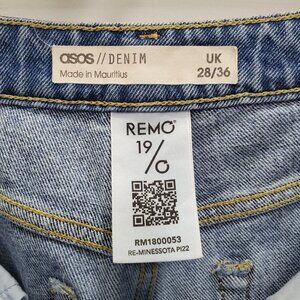 asos // DENIM
Made in Mauritius
UK
28/36
REMO®
19
/O
RM1800053
RE-MINESSOTA PI22